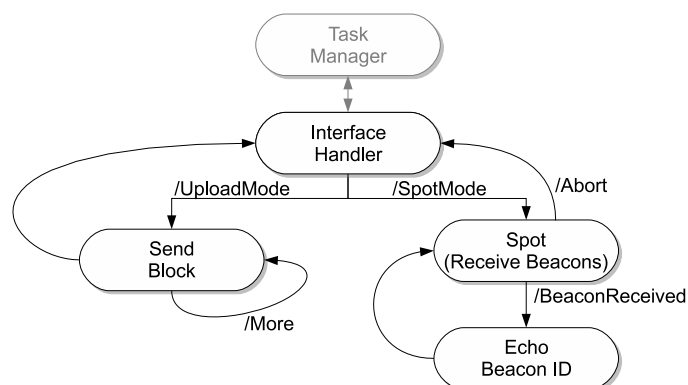 Task
Manager
Interface
Handler
/UploadMode
/SpotMode
/Abort
Send
Block
Spot
(Receive Beacons)
/More
/BeaconReceived
Echo
Beacon ID